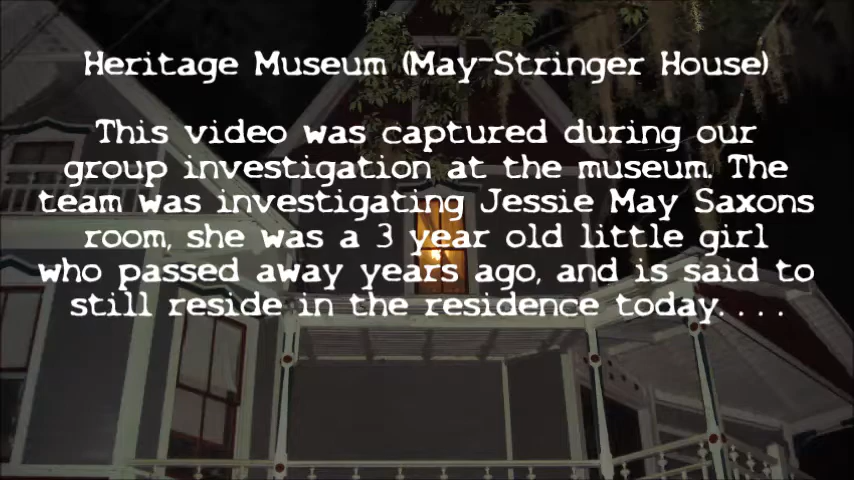 Heritage Museum (May-Stringer House)
This video was captured during our
group investigation at the museum. The
team was investigating Jessie May Saxons
room, she was a 3 year old little girl
who passed away years ago, and is said to
still reside in the residence today. . . .